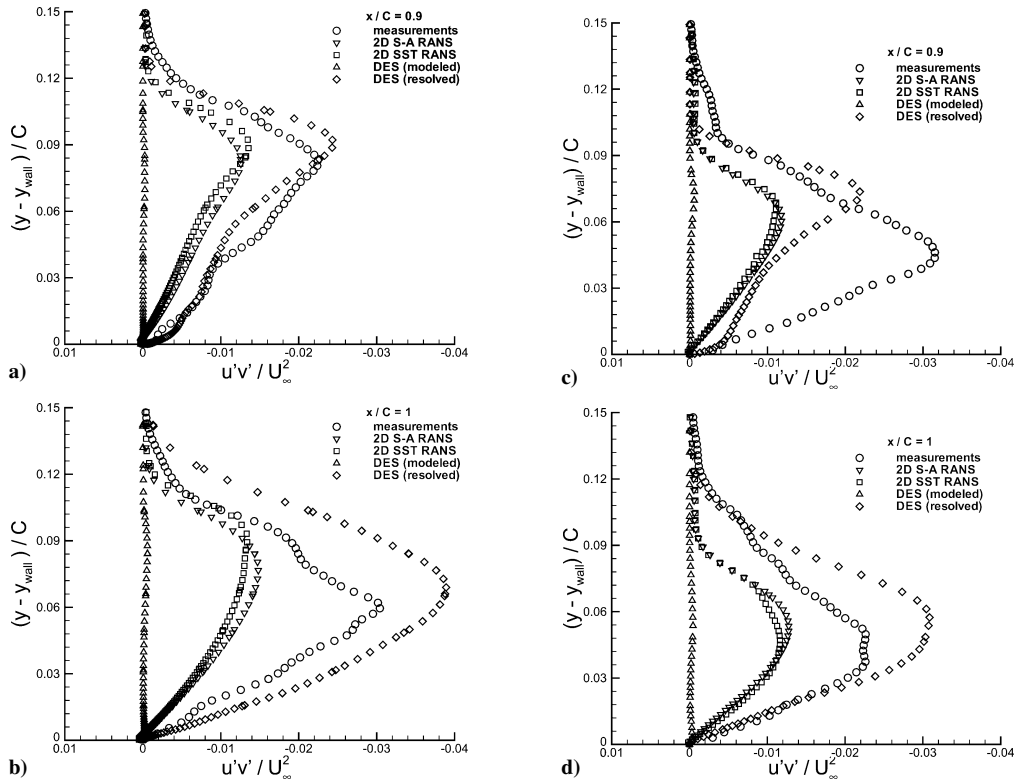 x / C = 0.9
measurements
2D S-A RANS
2D SST RANS
DES (modeled)
DES (resolved)
0.15
0.12
0.09
0.06
0.03
0
(y - y_wall) / C
0.01
0
-0.01
-0.02
-0.03
-0.04
u'v' / U²∞
a)
x / C = 1
measurements
2D S-A RANS
2D SST RANS
DES (modeled)
DES (resolved)
0.15
0.12
0.09
0.06
0.03
0
(y - y_wall) / C
0.01
0
-0.01
-0.02
-0.03
-0.04
u'v' / U²∞
b)
x / C = 0.9
measurements
2D S-A RANS
2D SST RANS
DES (modeled)
DES (resolved)
0.15
0.12
0.09
0.06
0.03
0
(y - y_wall) / C
0.01
0
-0.01
-0.02
-0.03
-0.04
u'v' / U²∞
c)
x / C = 1
measurements
2D S-A RANS
2D SST RANS
DES (modeled)
DES (resolved)
0.15
0.12
0.09
0.06
0.03
0
(y - y_wall) / C
0.01
0
-0.01
-0.02
-0.03
-0.04
u'v' / U²∞
d)